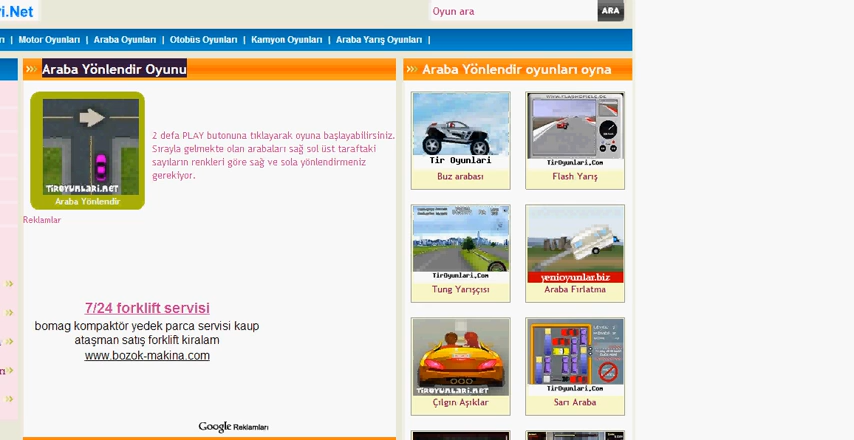 i.Net
Oyun ara
ARA
rı | Motor Oyunları | Araba Oyunları | Otobüs Oyunları | Kamyon Oyunları | Araba Yarış Oyunları |
Araba Yönlendir Oyunu
TIROYUNLARI.NET
Araba Yönlendir
2 defa PLAY butonuna tıklayarak oyuna başlayabilirsiniz.
Sırayla gelmekte olan arabaları sağ sol üst taraftaki
sayıların renkleri göre sağ ve sola yönlendirmeniz
gerekiyor.
Reklamlar
7/24 forklift servisi
bomag kompaktör yedek parca servisi kaup
ataşman satış forklift kiralam
www.bozok-makina.com
Google Reklamları
Araba Yönlendir oyunları oyna
Tir Oyunlari
Buz arabası
TirOyunlari.Com
Flash Yarış
TirOyunlari.Com
Tung Yarışçısı
yenioyunlar.biz
Araba Fırlatma
TIROYUNLARI.NET
Çılgın Aşıklar
TirOyunlari.Com
Sarı Araba